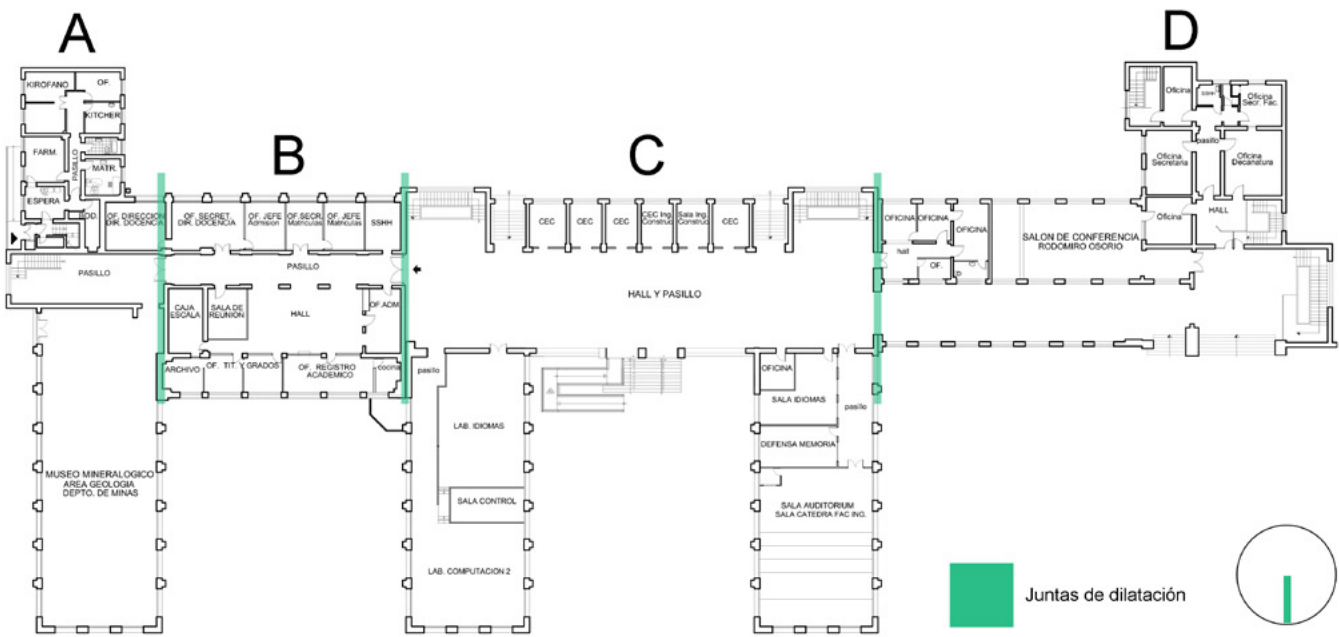 A
B
C
D
KIROFANO
OF.
KITCHER
FARM.
PASILLO
MATR.
ESPERA
OF. DIRECCION
DIR. DOCENCIA
PASILLO
MUSEO MINERALOGICO
AREA GEOLOGIA
DEPTO. DE MINAS
OF. SECRET.
DIR. DOCENCIA
OF. JEFE
Admision
OF.SECR.
Matriculas
OF. JEFE
Matriculas
SSHH
PASILLO
CAJA
ESCALA
SALA DE
REUNION
HALL
OF.ADM.
ARCHIVO
OF. TIT. Y GRADOS
OF. REGISTRO
ACADEMICO
cocina
CEC
CEC
CEC
CEC Ing.
Construc
Sala Ing.
Construc.
CEC
HALL Y PASILLO
pasillo
LAB. IDIOMAS
SALA CONTROL
LAB. COMPUTACION 2
OFICINA
SALA IDIOMAS
pasillo
DEFENSA MEMORIA
SALA AUDITORIUM
SALA CATEDRA FAC ING.
OFICINA
OFICINA
OFICINA
hall
OF.
SALON DE CONFERENCIA
RODOMIRO OSORIO
Oficina
SSHH
Oficina
Secr. Fac.
pasillo
Oficina
Secretaria
Oficina
Decanatura
Oficina
HALL
Juntas de dilatación